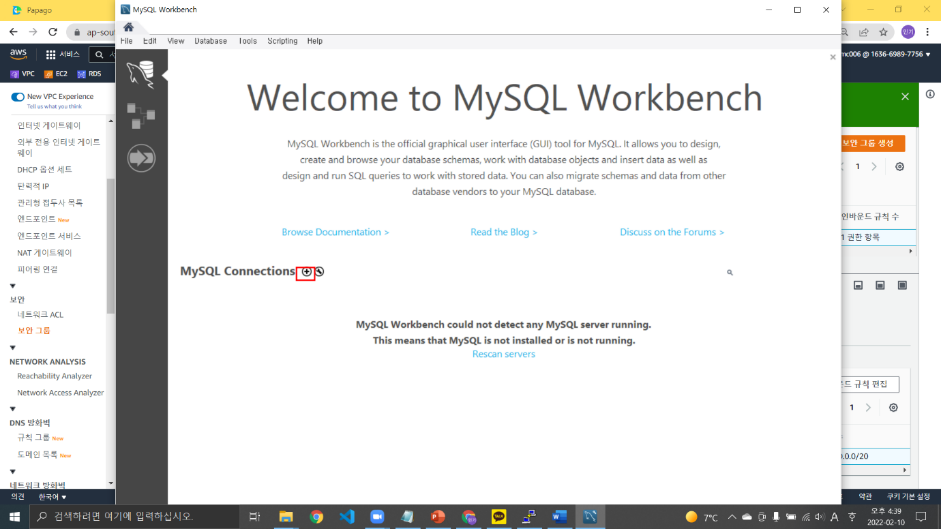 Papago
MySQL Workbench
ap-sout
File Edit View Database Tools Scripting Help
aws
서비스
mc006 @ 1636-6989-7756
VPC EC2 RDS
New VPC Experience
Tell us what you think
인터넷 게이트웨이
외부 전용 인터넷 게이트
웨이
DHCP 옵션 세트
탄력적 IP
관리형 접두사 목록
엔드포인트 New
엔드포인트 서비스
NAT 게이트웨이
피어링 연결
보안
네트워크 ACL
보안 그룹
NETWORK ANALYSIS
Reachability Analyzer
Network Access Analyzer
DNS 방화벽
규칙 그룹 New
도메인 목록 New
네트워크 방화벽
의견 한국어
Welcome to MySQL Workbench
MySQL Workbench is the official graphical user interface (GUI) tool for MySQL. It allows you to design,
create and browse your database schemas, work with database objects and insert data as well as
design and run SQL queries to work with stored data. You can also migrate schemas and data from other
database vendors to your MySQL database.
Browse Documentation > Read the Blog > Discuss on the Forums >
MySQL Connections
MySQL Workbench could not detect any MySQL server running.
This means that MySQL is not installed or is not running.
Rescan servers
보안 그룹 생성
1
인바운드 규칙 수
1 권한 항목
드 규칙 편집
1
0.0.0/20
약관 쿠키 기본 설정
검색하려면 여기에 입력하십시오.
7°C
A
오후 4:39
2022-02-10